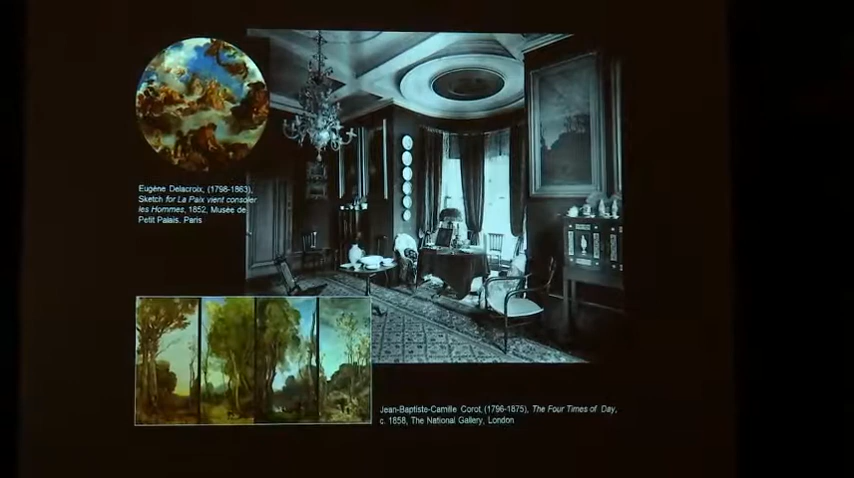 Eugène Delacroix, (1798-1863),
Sketch for La Paix vient consoler
les Hommes, 1852, Musée de
Petit Palais, Paris
Jean-Baptiste-Camille Corot, (1796-1875), The Four Times of Day,
c. 1858, The National Gallery, London